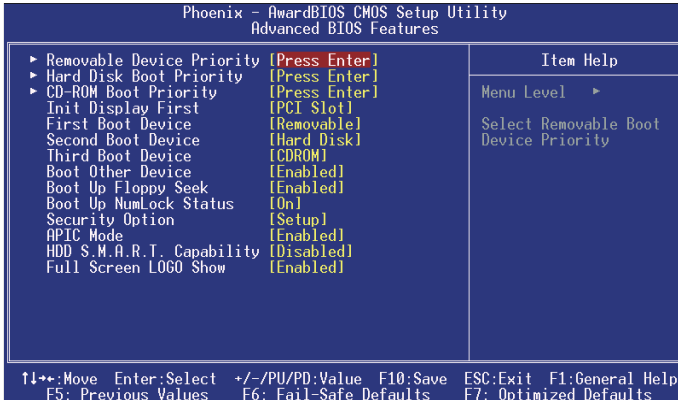 Phoenix - AwardBIOS CMOS Setup Utility
Advanced BIOS Features
▶ Removable Device Priority [Press Enter]
▶ Hard Disk Boot Priority [Press Enter]
▶ CD-ROM Boot Priority [Press Enter]
Init Display First [PCI Slot]
First Boot Device [Removable]
Second Boot Device [Hard Disk]
Third Boot Device [CDROM]
Boot Other Device [Enabled]
Boot Up Floppy Seek [Enabled]
Boot Up NumLock Status [On]
Security Option [Setup]
APIC Mode [Enabled]
HDD S.M.A.R.T. Capability [Disabled]
Full Screen LOGO Show [Enabled]
Item Help
Menu Level ▶
Select Removable Boot
Device Priority
↑↓→←:Move Enter:Select +/-/PU/PD:Value F10:Save ESC:Exit F1:General Help
F5: Previous Values F6: Fail-Safe Defaults F7: Optimized Defaults